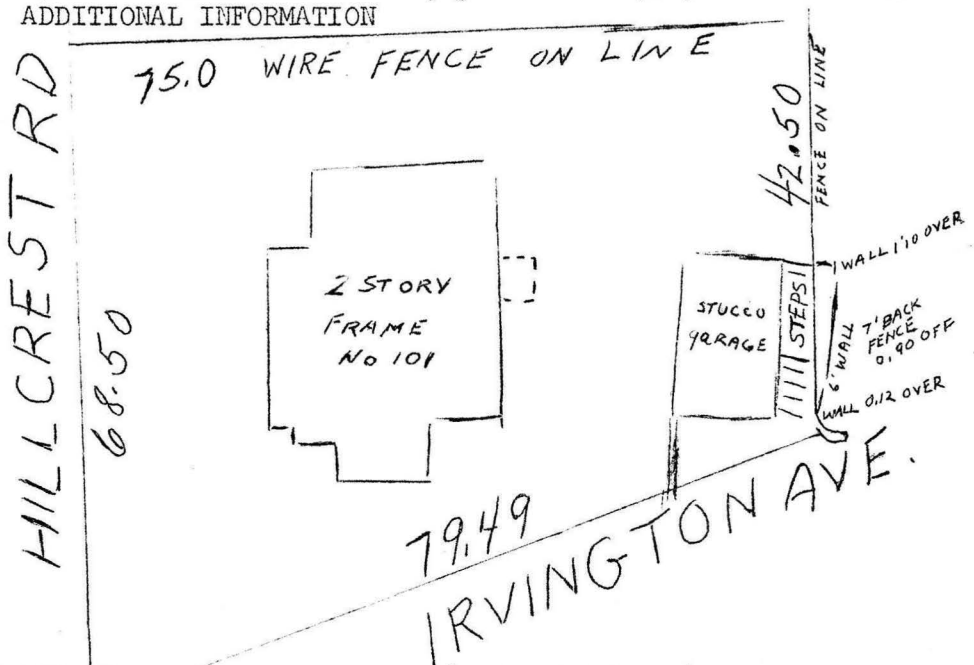 ADDITIONAL INFORMATION
75.0 WIRE FENCE ON LINE
HILLCREST RD
68.50
42.50
FENCE ON LINE
2 STORY
FRAME
No 101
STUCCO
GARAGE
STEPS
WALL 1'10 OVER
6' WALL
7' BACK
FENCE
0.90 OFF
WALL 0.12 OVER
79.49
IRVINGTON AVE.